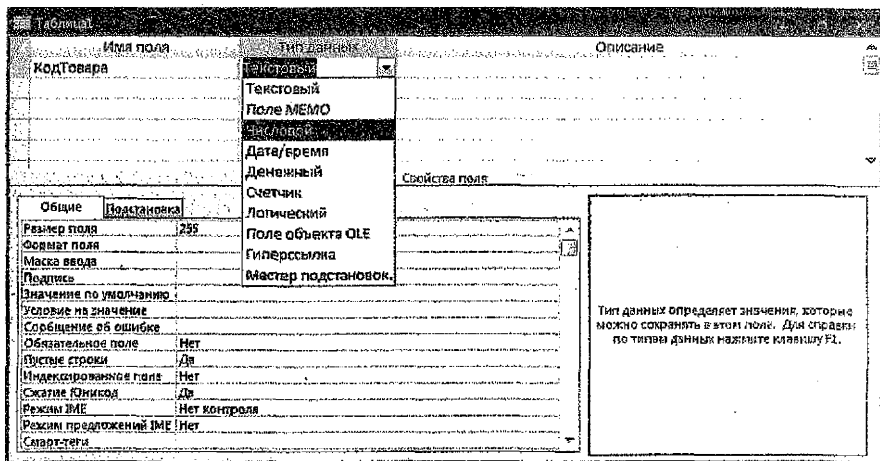 Таблица1
Имя поля Тип данных Описание
КодТовара Текстовый
Текстовый
Поле МЕМО
Числовой
Дата/время
Денежный
Счетчик
Логический
Поле объекта OLE
Гиперссылка
Мастер подстановок.
Свойства поля
Общие Подстановка
Размер поля 255
Формат поля
Маска ввода
Подпись
Значение по умолчанию
Условие на значение
Сообщение об ошибке
Обязательное поле Нет
Пустые строки Да
Индексированное поле Нет
Сжатие Юникод Да
Режим IME Нет контроля
Режим предложений IME Нет
Смарт-теги
Тип данных определяет значения, которые
можно сохранять в этом поле. Для справки
по типам данных нажмите клавишу F1.